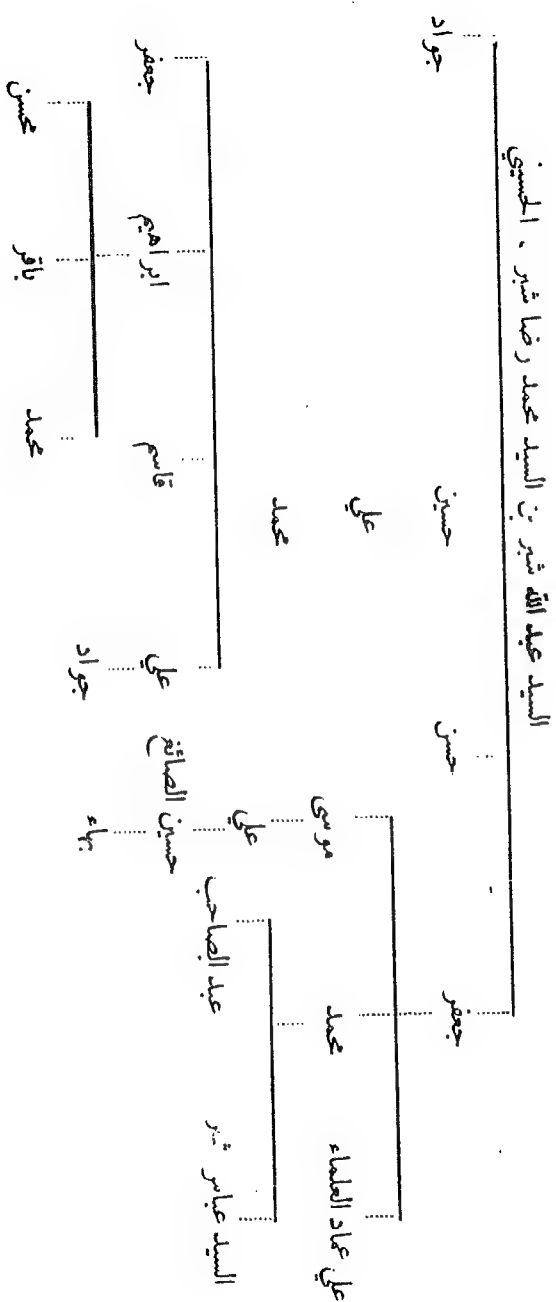 السيد عبد الله شبر بن السيد محمد رضا شبر . الحسيني
جعفر
حسن
حسين
جواد
علي
علي عماد العلماء
محمد
موسى
محمد
علي
السيد عباس شبر
عبد الصاحب
حسين الصائغ
علي
قاسم
ابراهيم
جعفر
بهاء
جواد
محمد
باقر
محسن